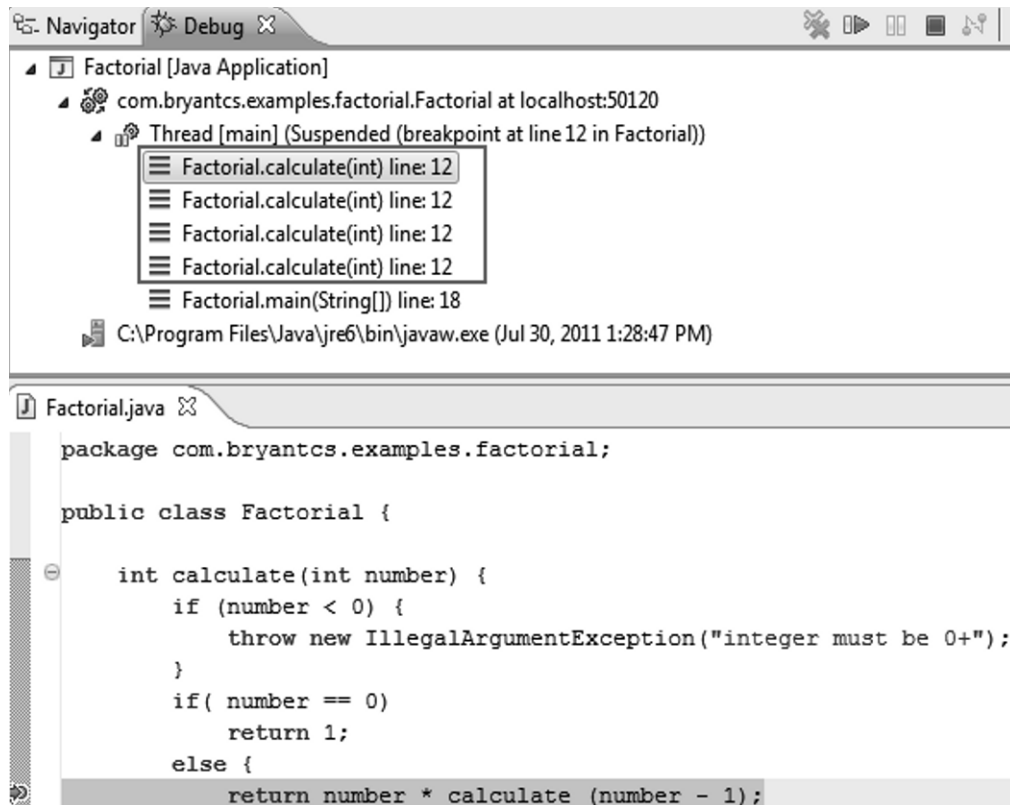 Navigator Debug
Factorial [Java Application]
com.bryantcs.examples.factorial.Factorial at localhost:50120
Thread [main] (Suspended (breakpoint at line 12 in Factorial))
Factorial.calculate(int) line: 12
Factorial.calculate(int) line: 12
Factorial.calculate(int) line: 12
Factorial.calculate(int) line: 12
Factorial.main(String[]) line: 18
C:\Program Files\Java\jre6\bin\javaw.exe (Jul 30, 2011 1:28:47 PM)
Factorial.java
package com.bryantcs.examples.factorial;
public class Factorial {
int calculate(int number) {
if (number < 0) {
throw new IllegalArgumentException("integer must be 0+");
}
if( number == 0)
return 1;
else {
return number * calculate (number - 1);